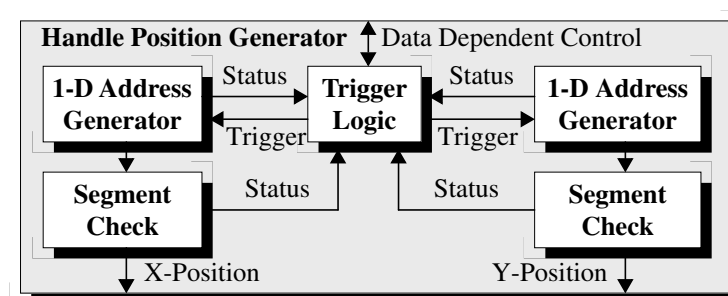 Handle Position Generator Data Dependent Control
1-D Address
Generator
Status
Trigger
Trigger
Logic
Status
Trigger
1-D Address
Generator
Segment
Check
Status
Status
Segment
Check
X-Position
Y-Position